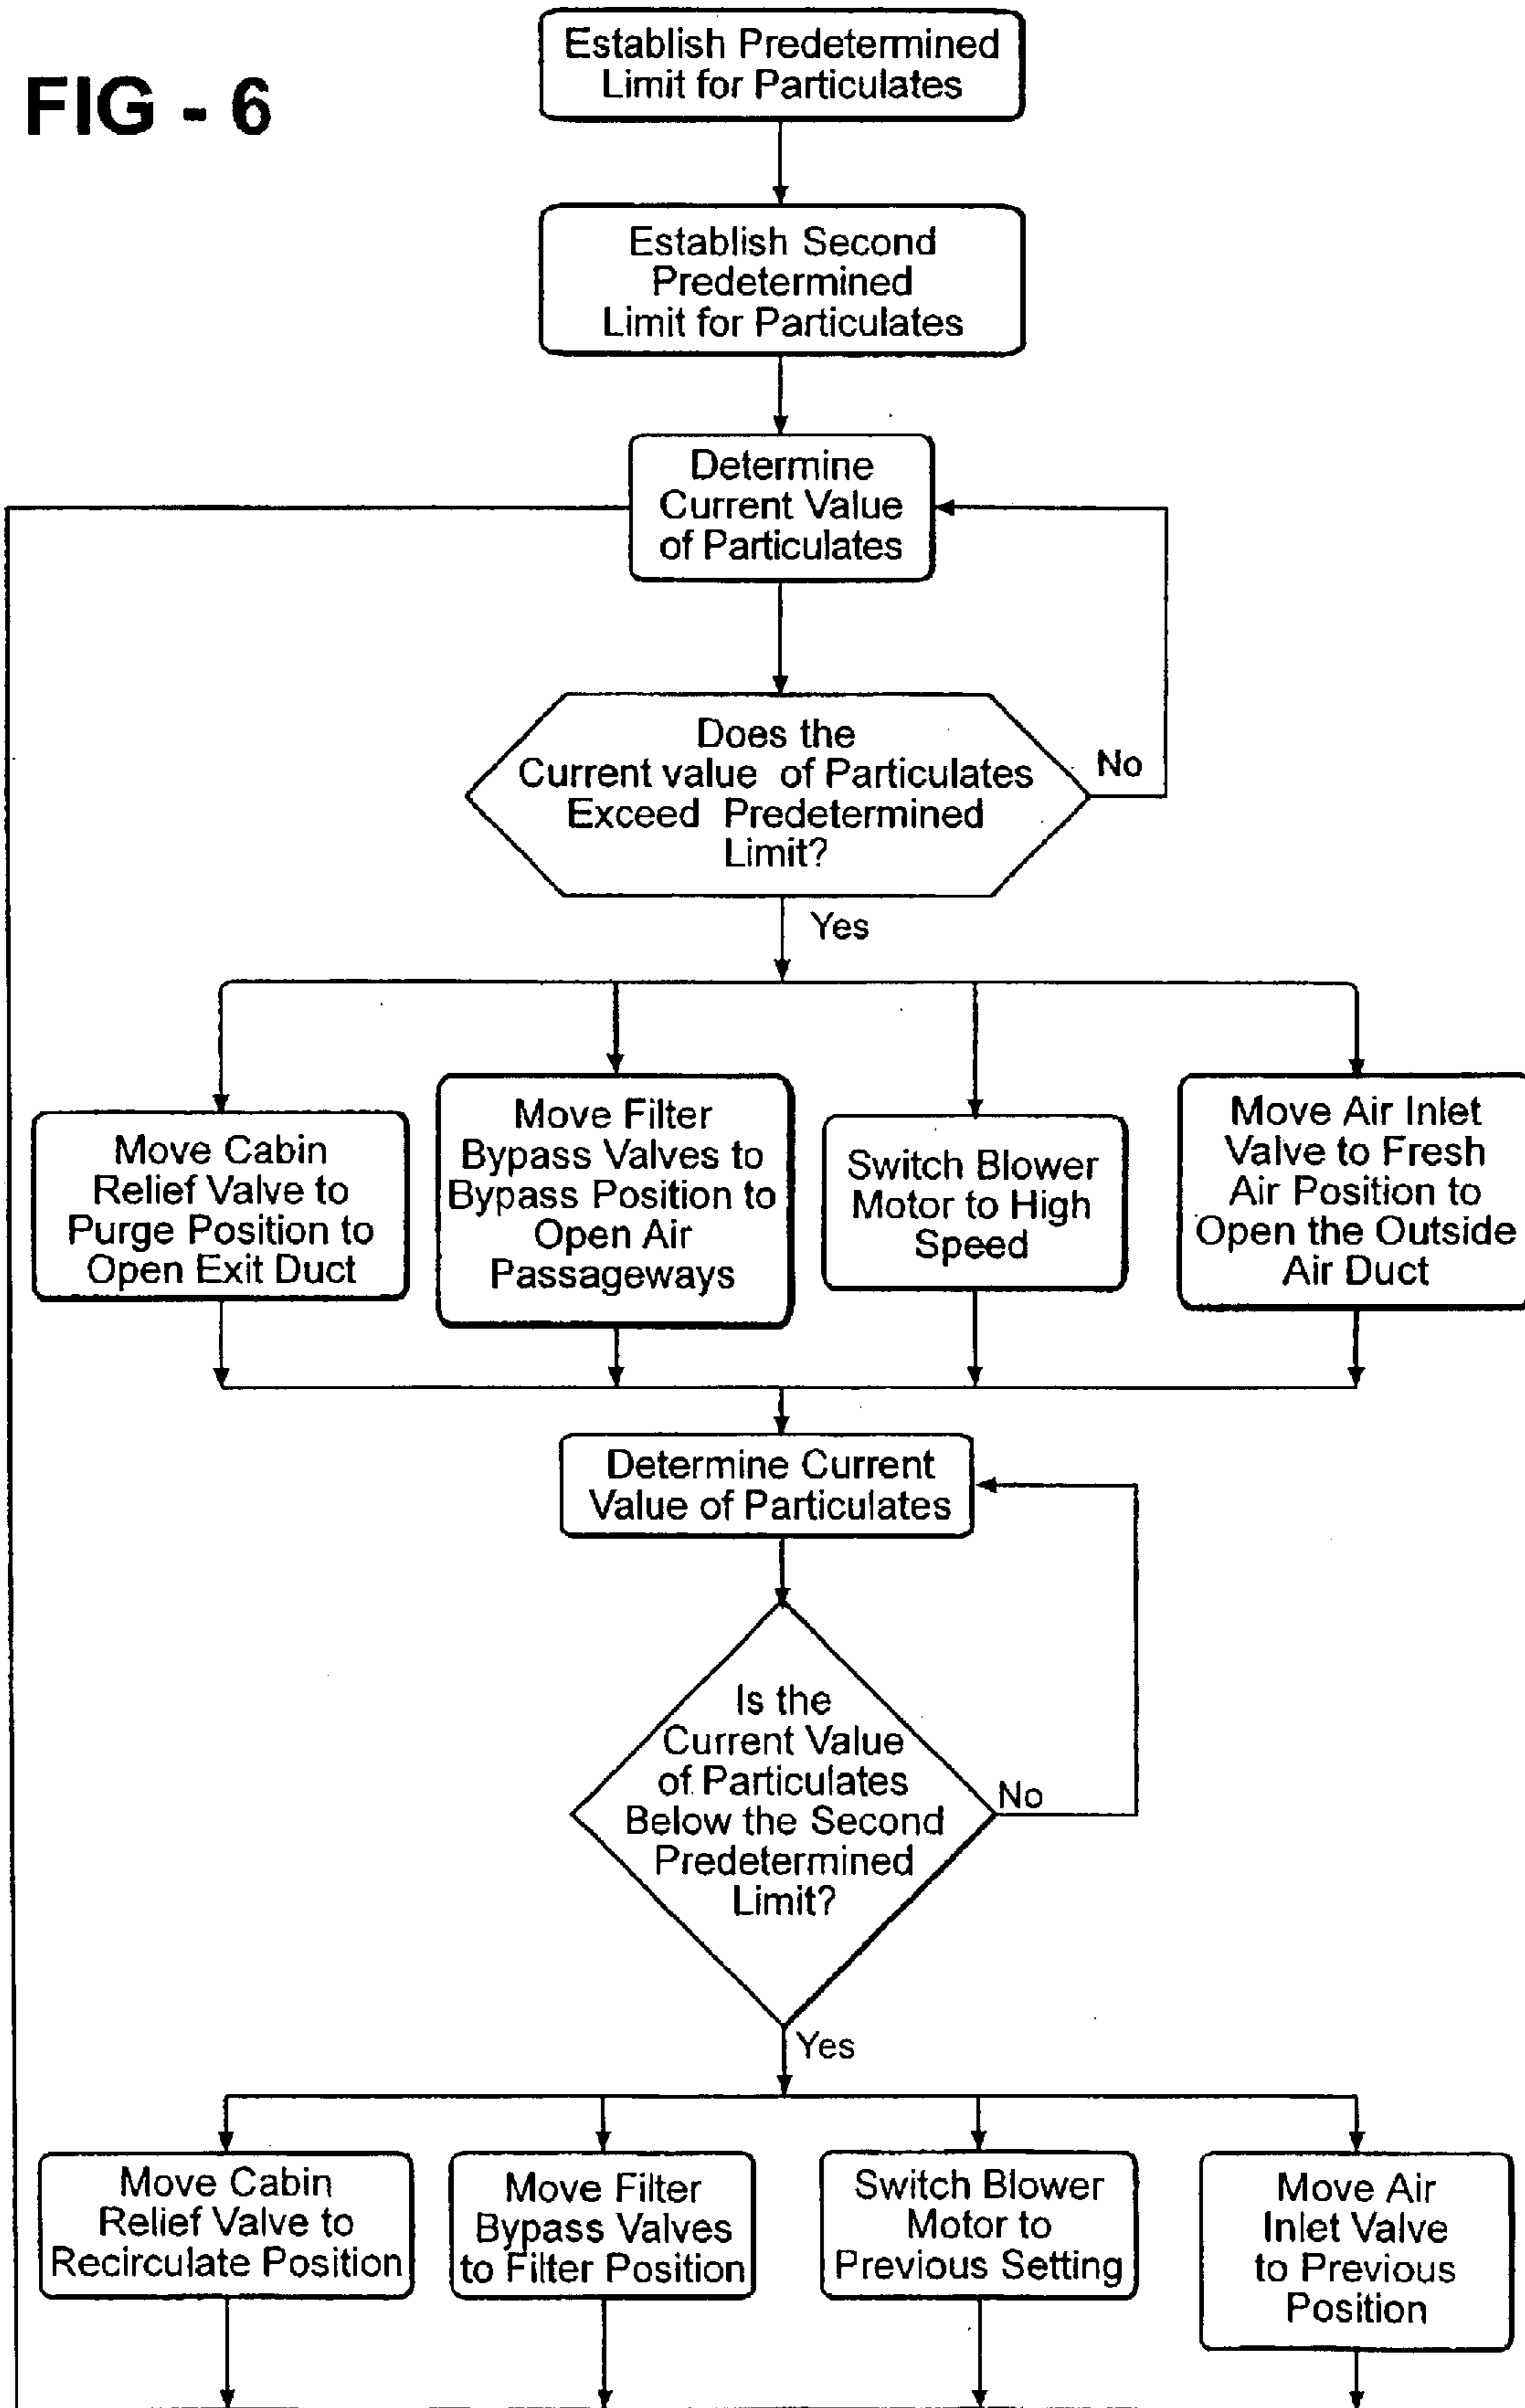 FIG - 6
Establish Predetermined
Limit for Particulates
Establish Second
Predetermined
Limit for Particulates
Determine
Current Value
of Particulates
Does the
Current value of Particulates
Exceed Predetermined
Limit?
No
Yes
Move Cabin
Relief Valve to
Purge Position to
Open Exit Duct
Move Filter
Bypass Valves to
Bypass Position to
Open Air
Passageways
Switch Blower
Motor to High
Speed
Move Air Inlet
Valve to Fresh
Air Position to
Open the Outside
Air Duct
Determine Current
Value of Particulates
Is the
Current Value
of Particulates
Below the Second
Predetermined
Limit?
No
Yes
Move Cabin
Relief Valve to
Recirculate Position
Move Filter
Bypass Valves
to Filter Position
Switch Blower
Motor to
Previous Setting
Move Air
Inlet Valve
to Previous
Position